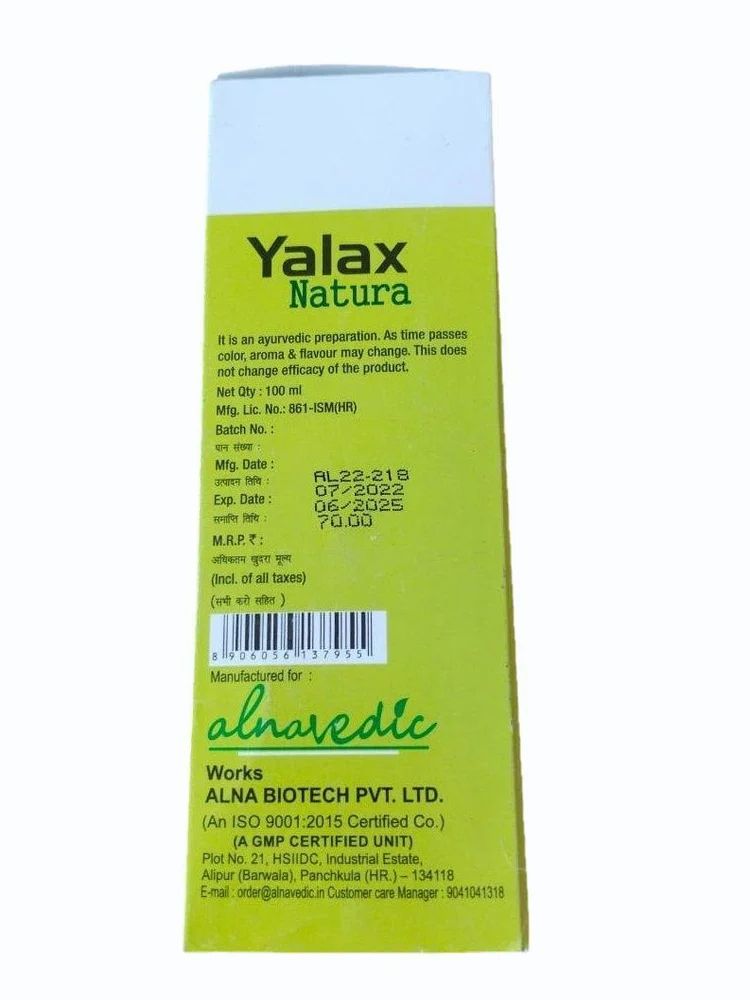 Yalax
Natura
It is an ayurvedic preparation. As time passes
color, aroma & flavour may change. This does
not change efficacy of the product.
Net Qty : 100 ml
Mfg. Lic. No.: 861-ISM(HR)
Batch No. :
पान संख्या :
Mfg. Date :
उत्पादन तिथि :
Exp. Date :
समाप्ति तिथि :
M.R.P. ₹ :
अधिकतम खुदरा मूल्य
(Incl. of all taxes)
(सभी करो सहित )
AL22-218
07/2022
06/2025
70.00
8 906056 137955
Manufactured for :
alnavedic
Works
ALNA BIOTECH PVT. LTD.
(An ISO 9001:2015 Certified Co.)
(A GMP CERTIFIED UNIT)
Plot No. 21, HSIIDC, Industrial Estate,
Alipur (Barwala), Panchkula (HR.) – 134118
E-mail : order@alnavedic.in Customer care Manager : 9041041318